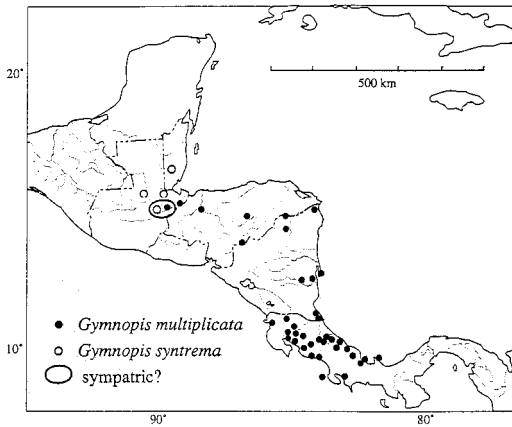 20°
500 km
● Gymnopis multiplicata
○ Gymnopis syntrema
sympatric?
10°
90°
80°